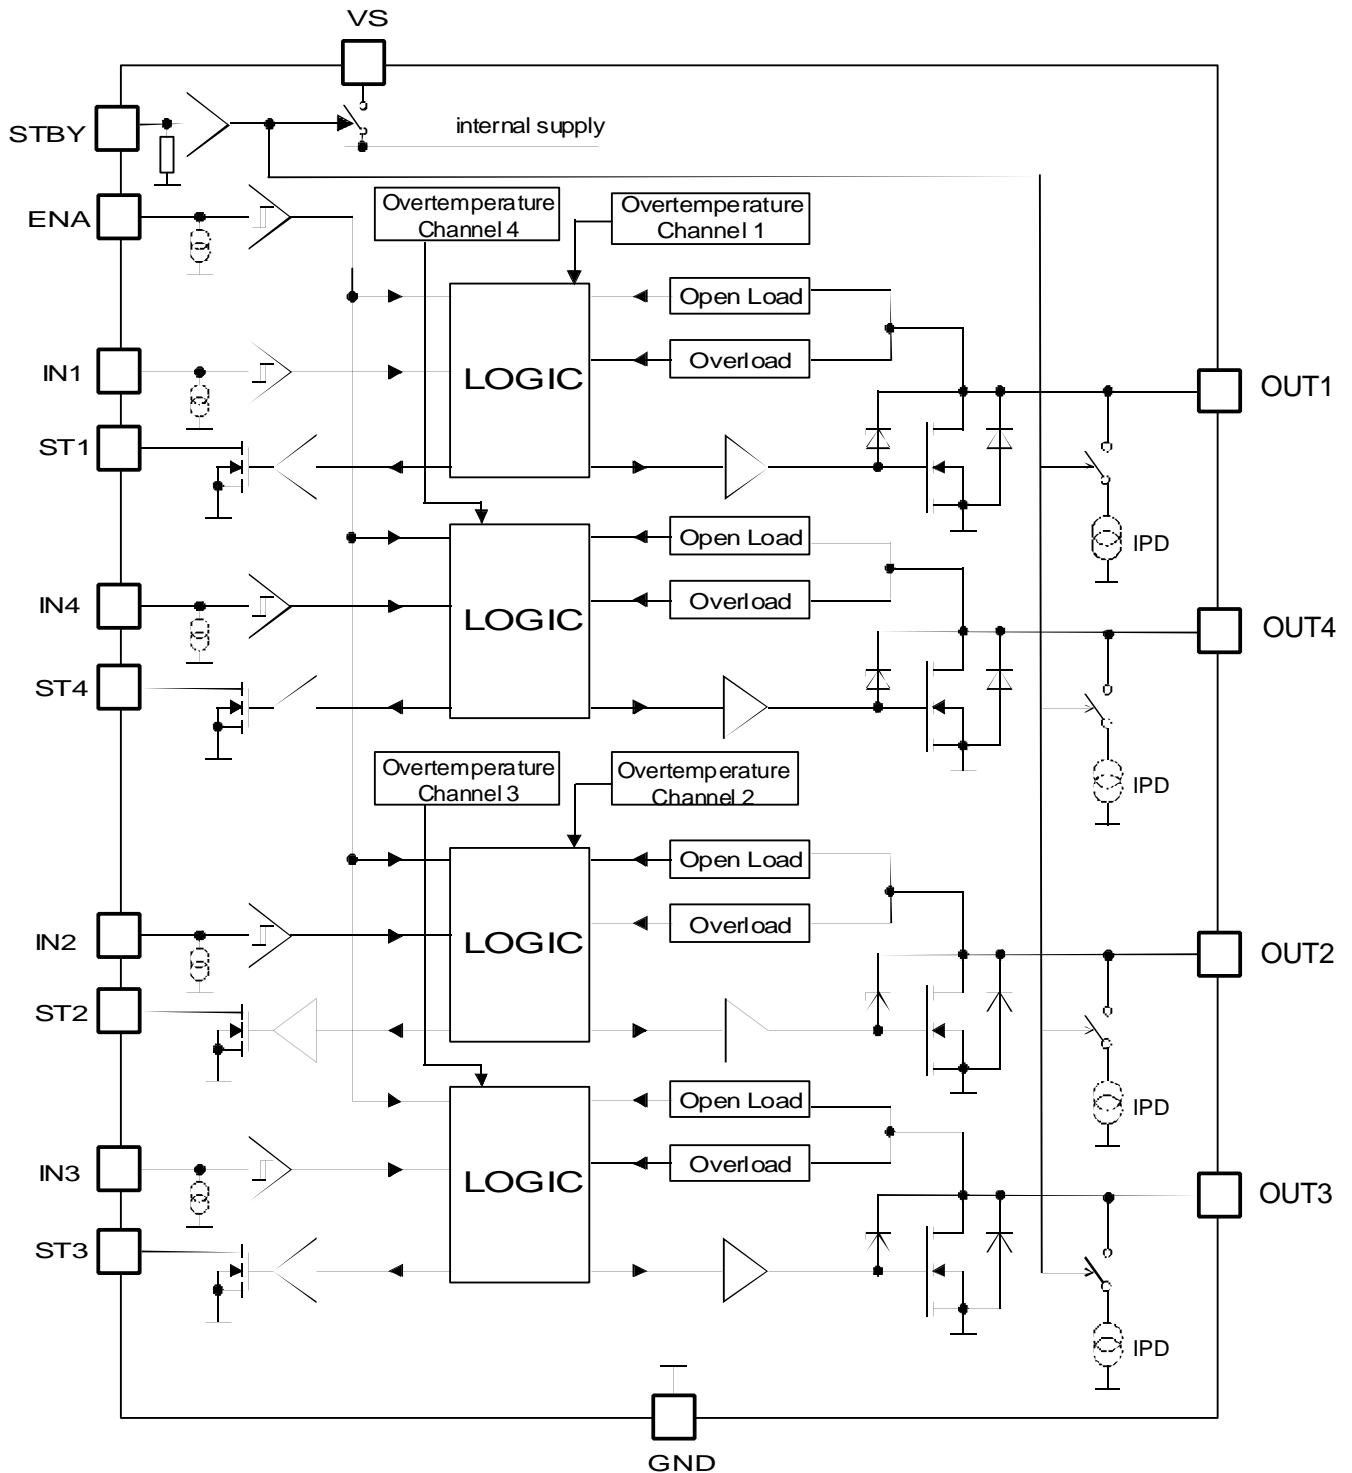 VS
STBY
internal supply
ENA
Overtemperature
Channel 4
Overtemperature
Channel 1
Open Load
IN1
LOGIC
Overload
OUT1
ST1
Open Load
IPD
IN4
LOGIC
Overload
OUT4
ST4
Overtemperature
Channel 3
Overtemperature
Channel 2
IPD
Open Load
IN2
LOGIC
Overload
OUT2
ST2
Open Load
IPD
IN3
LOGIC
Overload
OUT3
ST3
IPD
GND